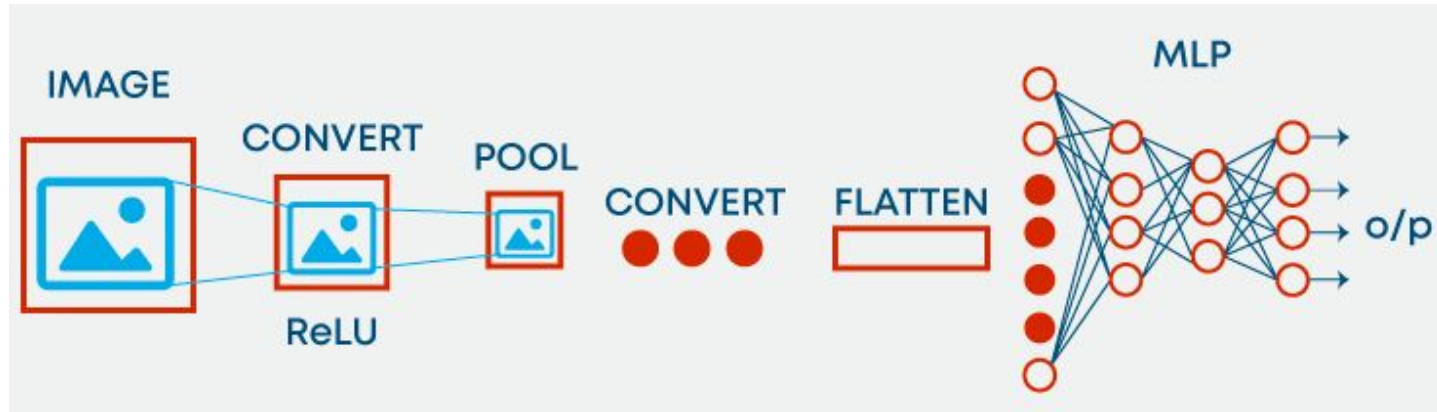 IMAGE
CONVERT
ReLU
POOL
CONVERT
FLATTEN
MLP
o/p